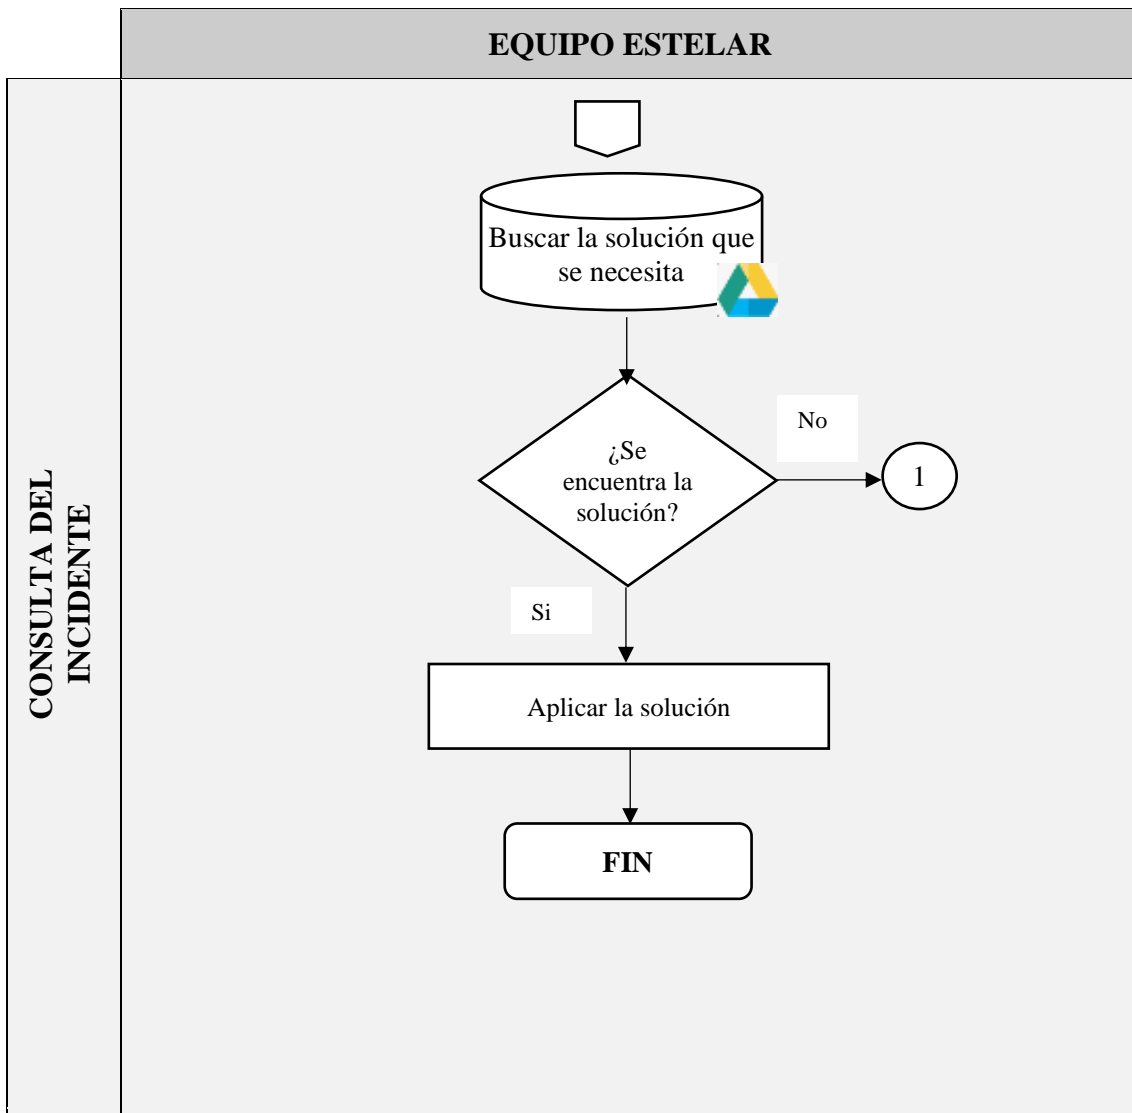 EQUIPO ESTELAR
CONSULTA DEL
INCIDENTE
Buscar la solución que
se necesita
¿Se
encuentra la
solución?
No
1
Si
Aplicar la solución
FIN